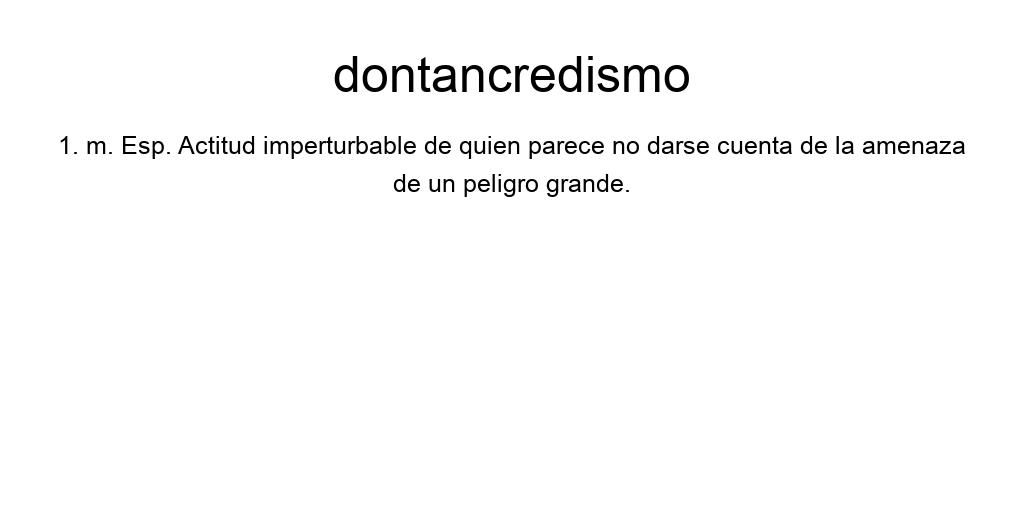 dontancredismo
1. m. Esp. Actitud imperturbable de quien parece no darse cuenta de la amenaza
de un peligro grande.